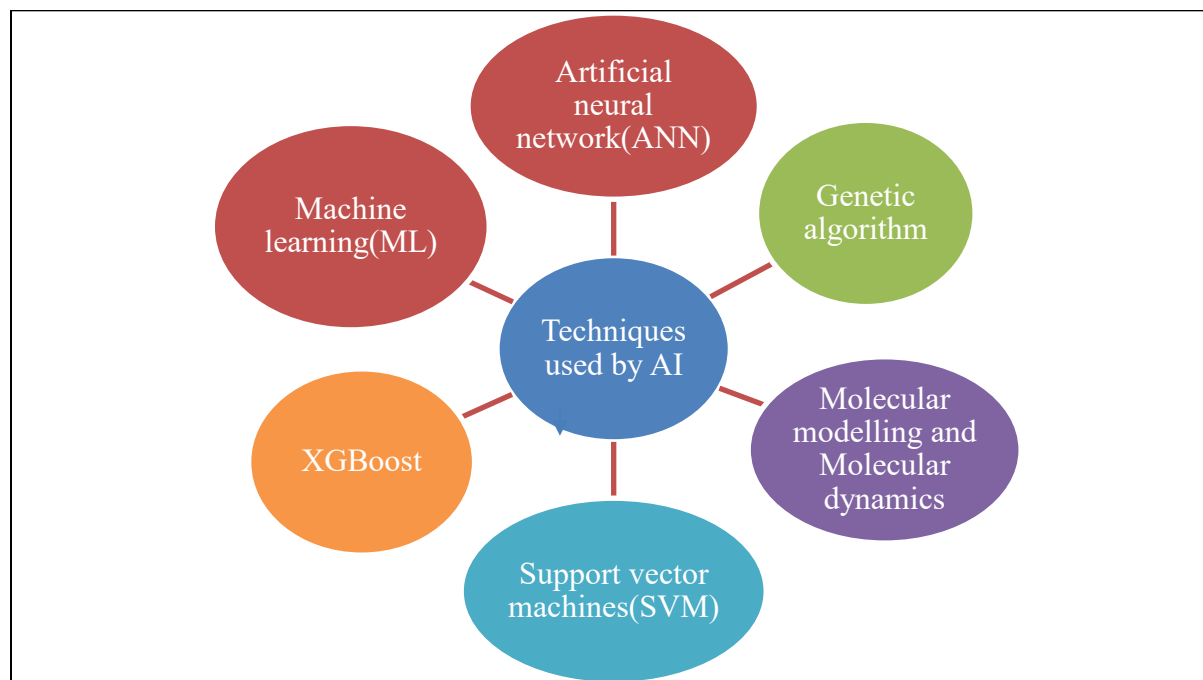 Artificial
neural
network(ANN)
Genetic
algorithm
Machine
learning(ML)
Techniques
used by AI
Molecular
modelling and
Molecular
dynamics
XGBoost
Support vector
machines(SVM)